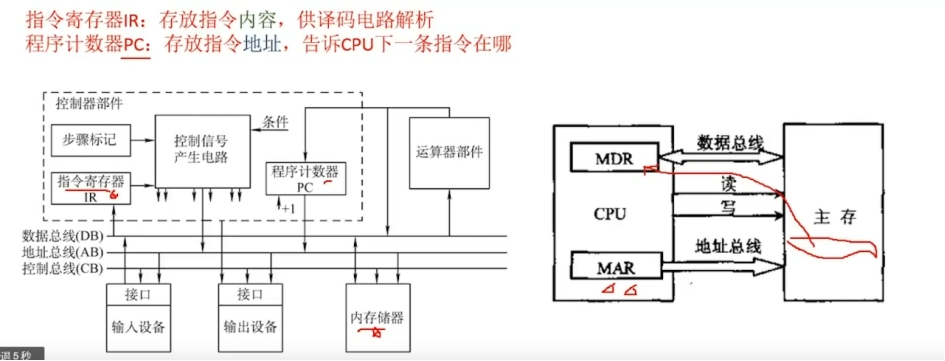 指令寄存器IR：存放指令内容，供译码电路解析
程序计数器PC：存放指令地址，告诉CPU下一条指令在哪
控制器部件
步骤标记
控制信号
产生电路
条件
指令寄存器
IR
程序计数器
PC
+1
运算器部件
数据总线(DB)
地址总线(AB)
控制总线(CB)
接口
输入设备
接口
输出设备
内存储器
MDR
CPU
MAR
数据总线
读
写
地址总线
主存
退5秒